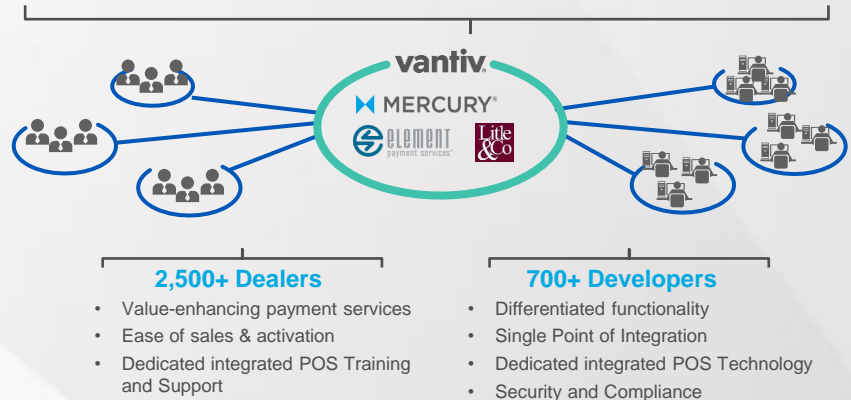 vantiv
MERCURY®
element
payment services™
Litle
&Co
2,500+ Dealers
• Value-enhancing payment services
• Ease of sales & activation
• Dedicated integrated POS Training
and Support
700+ Developers
• Differentiated functionality
• Single Point of Integration
• Dedicated integrated POS Technology
• Security and Compliance